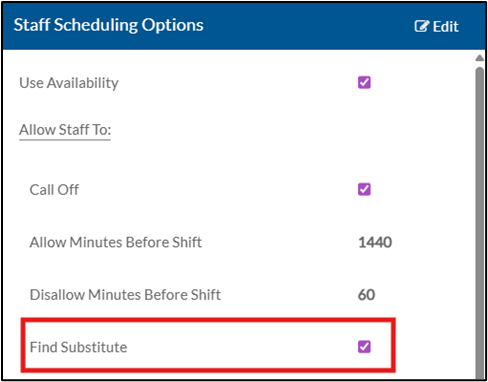 Staff Scheduling Options Edit
Use Availability
Allow Staff To:
Call Off
Allow Minutes Before Shift 1440
Disallow Minutes Before Shift 60
Find Substitute